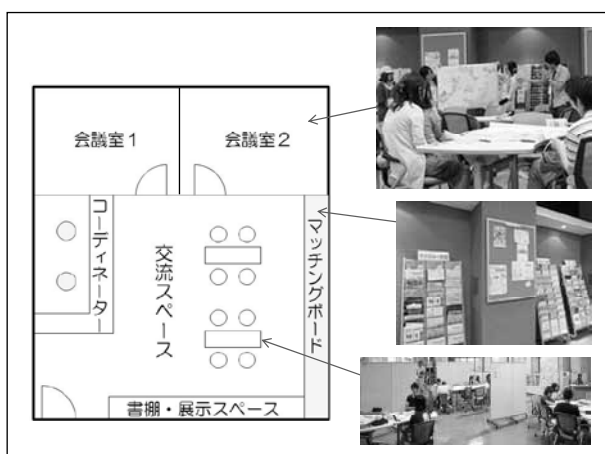 会議室1
会議室2
コーディネーター
交流スペース
マッチングボード
書棚・展示スペース